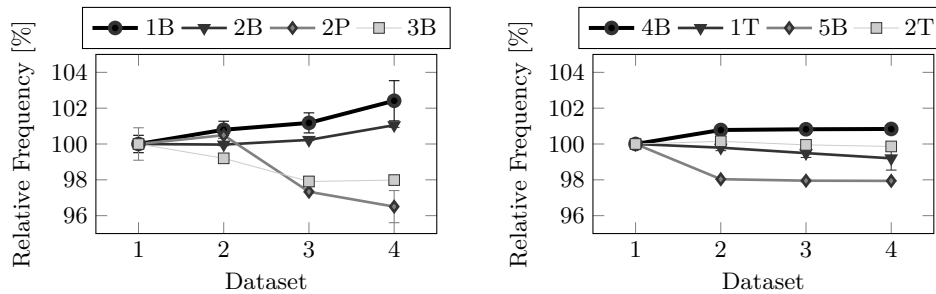 1B 2B 2P 3B
Relative Frequency [%]
104
102
100
98
96
1 2 3 4
Dataset
4B 1T 5B 2T
Relative Frequency [%]
104
102
100
98
96
1 2 3 4
Dataset